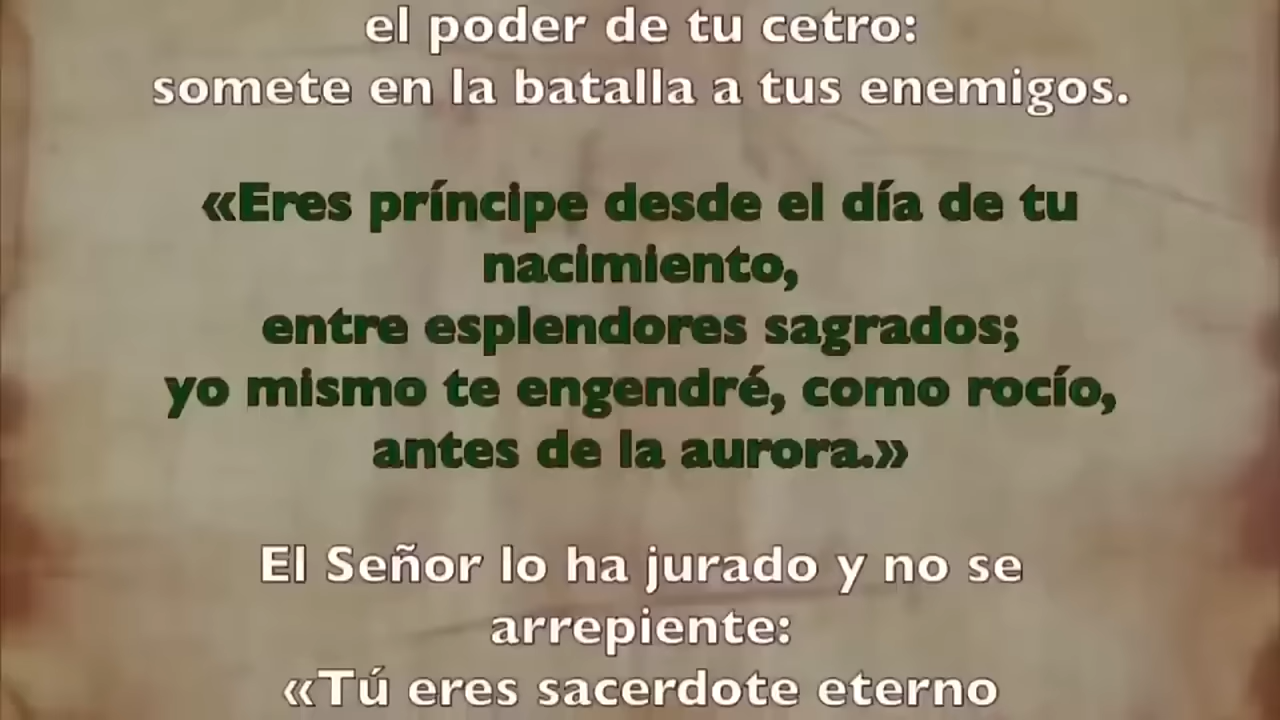 el poder de tu cetro:
somete en la batalla a tus enemigos.
«Eres príncipe desde el día de tu
nacimiento,
entre esplendores sagrados;
yo mismo te engendré, como rocío,
antes de la aurora.»
El Señor lo ha jurado y no se
arrepiente:
«Tú eres sacerdote eterno